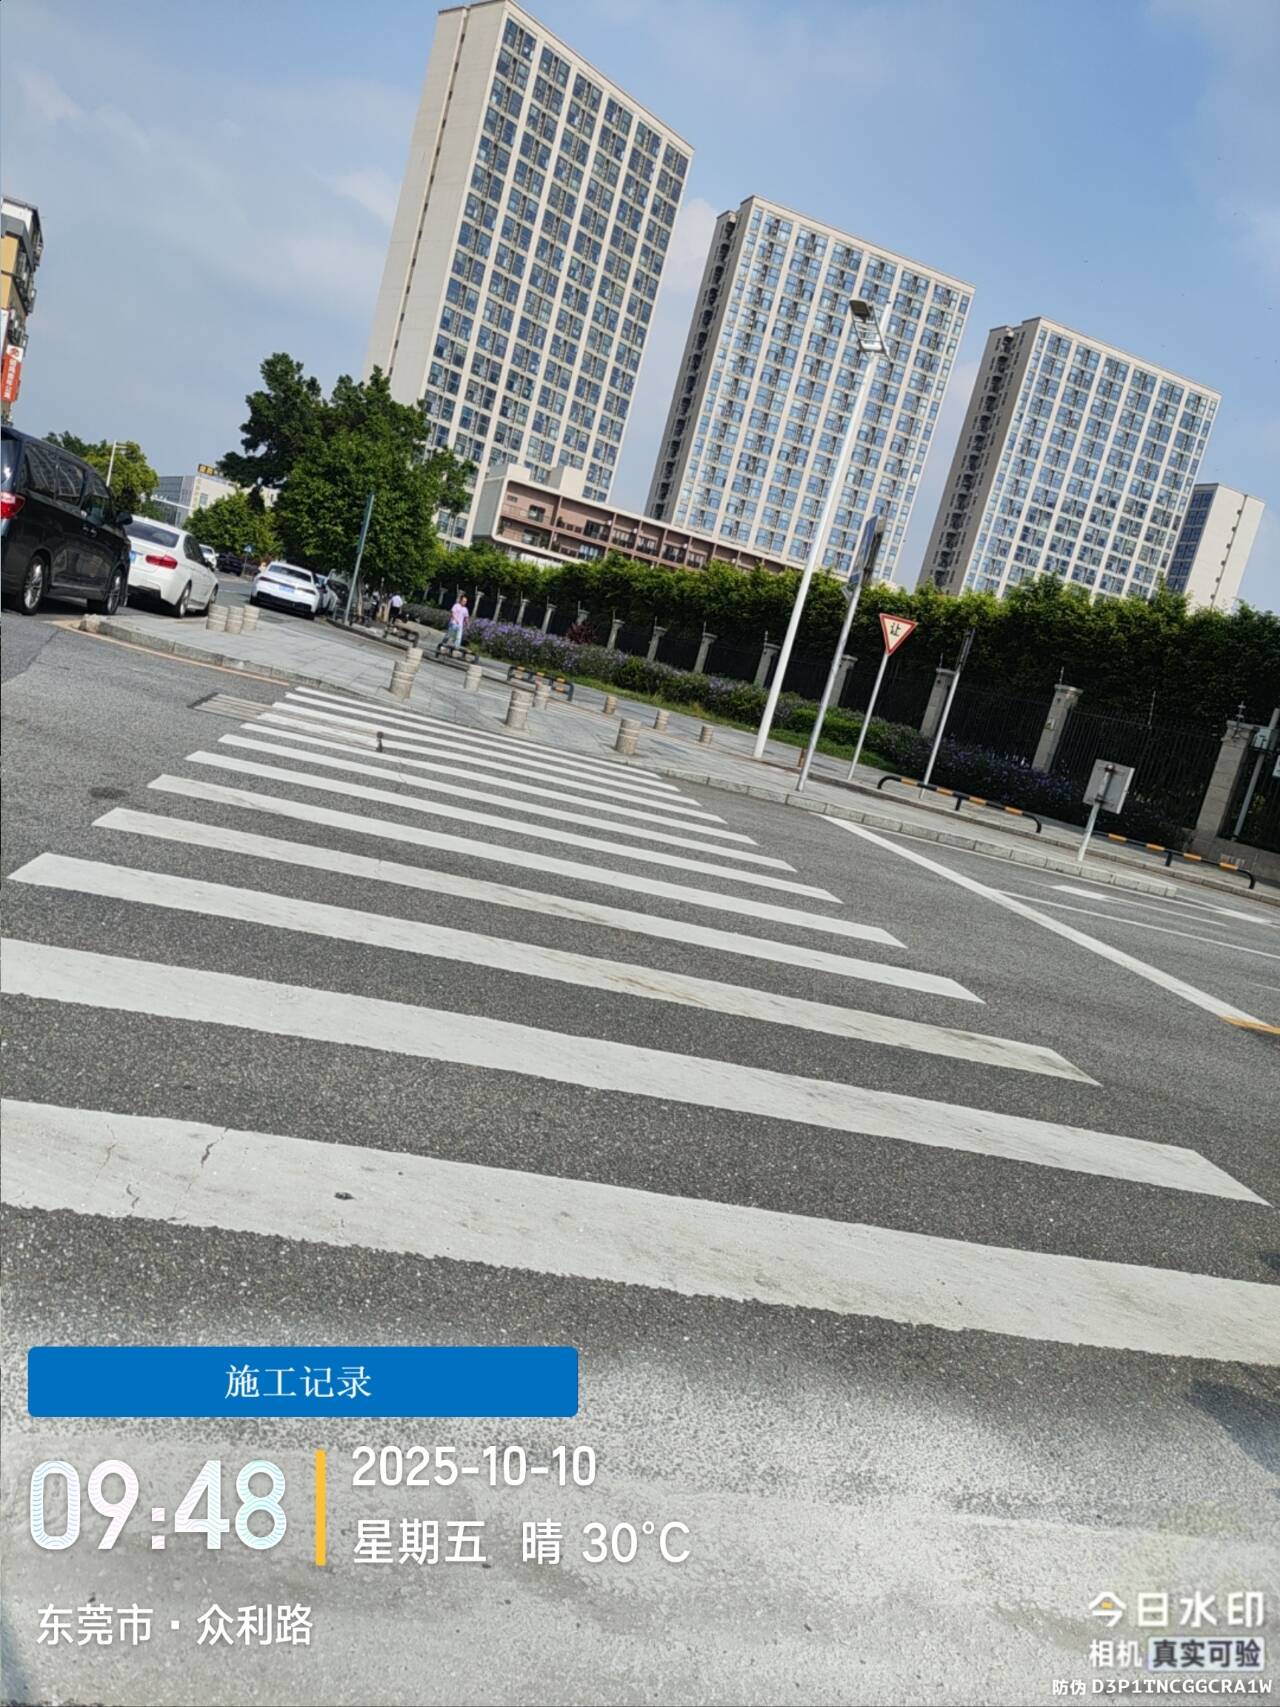 让
施工记录
09:48
2025-10-10
星期五 晴 30°C
东莞市·众利路
今日水印
相机 真实可验
防伪 D3P1TNCGGCRA1W